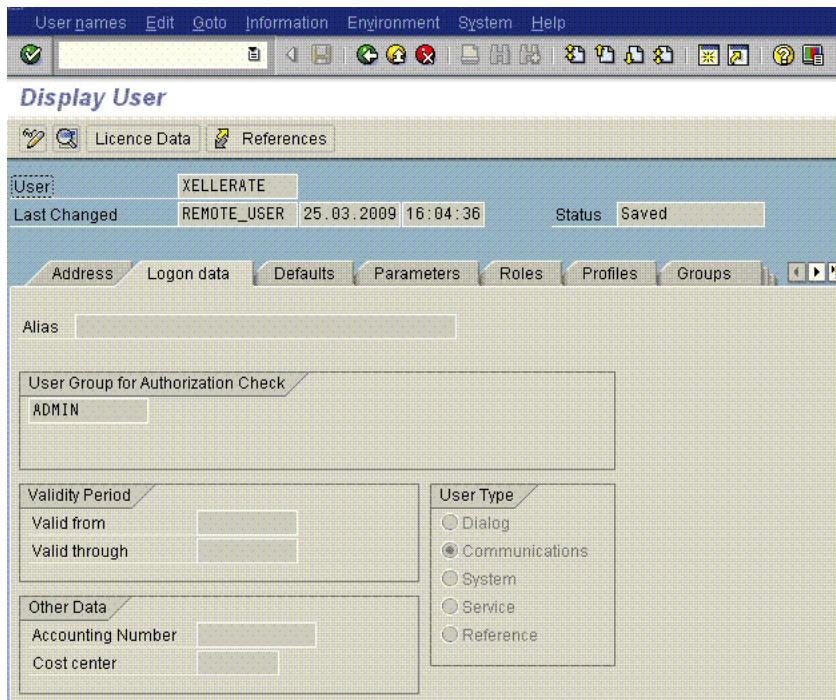 User names Edit Goto Information Environment System Help
Display User
Licence Data References
User XELLERATE
Last Changed REMOTE_USER 25.03.2009 16:04:36 Status Saved
Address Logon data Defaults Parameters Roles Profiles Groups
Alias
User Group for Authorization Check
ADMIN
Validity Period
Valid from
Valid through
User Type
Dialog
Communications
System
Service
Reference
Other Data
Accounting Number
Cost center